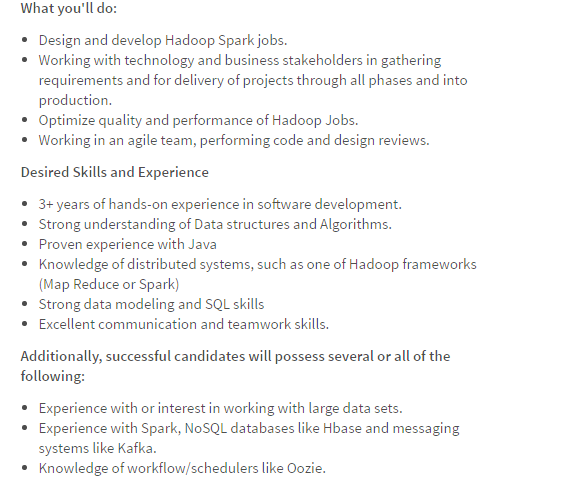 What you'll do:
• Design and develop Hadoop Spark jobs.
• Working with technology and business stakeholders in gathering
requirements and for delivery of projects through all phases and into
production.
• Optimize quality and performance of Hadoop Jobs.
• Working in an agile team, performing code and design reviews.
Desired Skills and Experience
• 3+ years of hands-on experience in software development.
• Strong understanding of Data structures and Algorithms.
• Proven experience with Java
• Knowledge of distributed systems, such as one of Hadoop frameworks
(Map Reduce or Spark)
• Strong data modeling and SQL skills
• Excellent communication and teamwork skills.
Additionally, successful candidates will possess several or all of the
following:
• Experience with or interest in working with large data sets.
• Experience with Spark, NoSQL databases like Hbase and messaging
systems like Kafka.
• Knowledge of workflow/schedulers like Oozie.